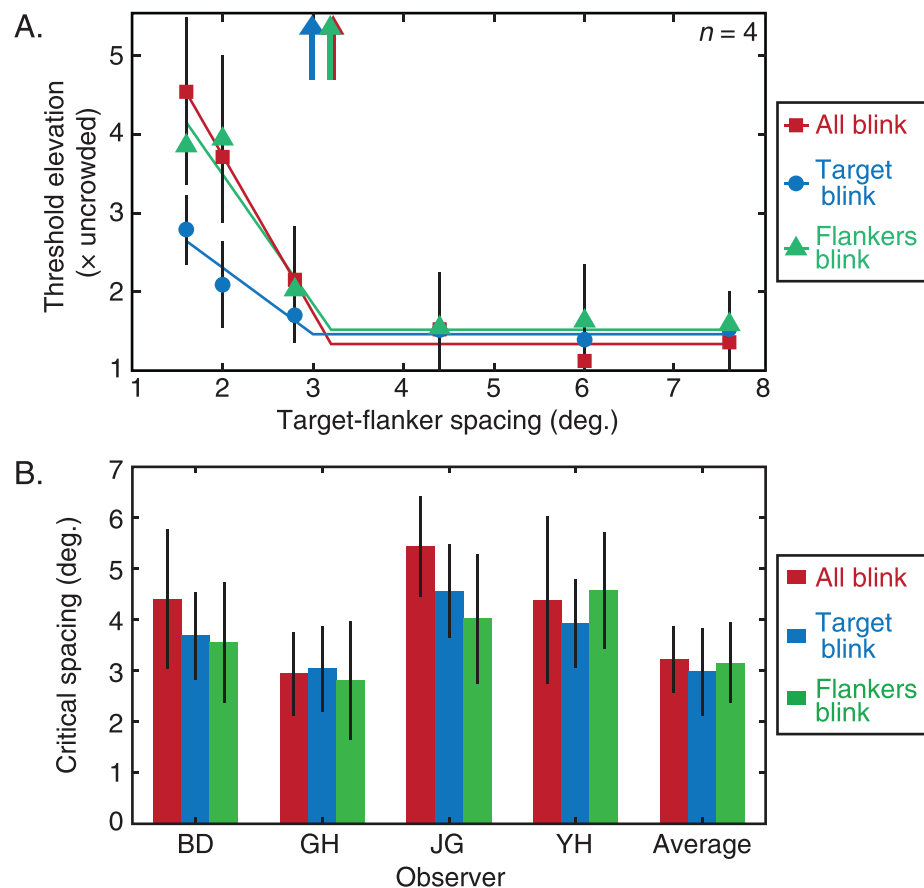 A.
n = 4
Threshold elevation
(× uncrowded)
5
4
3
2
1
1 2 3 4 5 6 7 8
Target-flanker spacing (deg.)
All blink
Target
blink
Flankers
blink
B.
Critical spacing (deg.)
7
6
5
4
3
2
1
0
BD GH JG YH Average
Observer
All blink
Target
blink
Flankers
blink